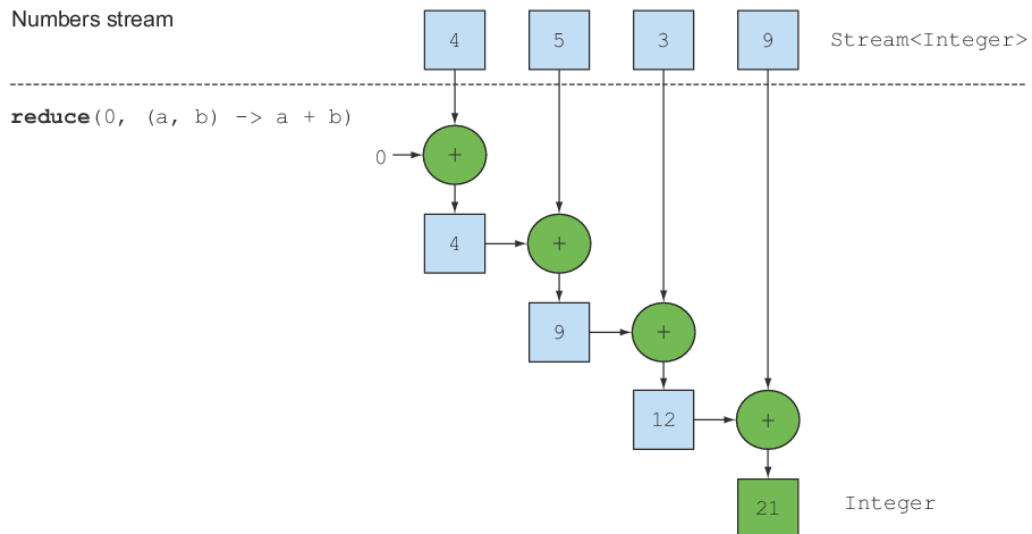 Numbers stream
4 5 3 9 Stream<Integer>
reduce(0, (a, b) -> a + b)
0 +
4 +
9 +
12 +
21 Integer